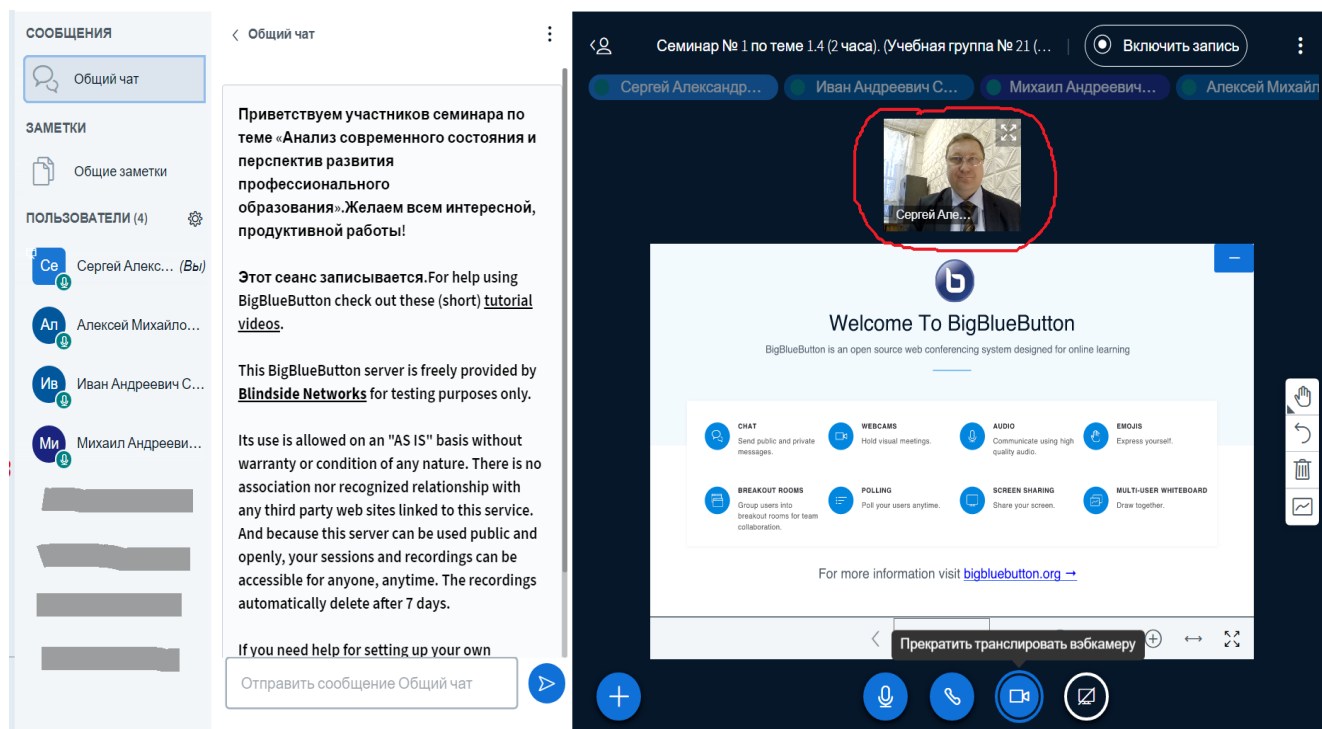 СООБЩЕНИЯ
Общий чат
ЗАМЕТКИ
Общие заметки
ПОЛЬЗОВАТЕЛИ (4)
Се Сергей Алекс... (Вы)
Ал Алексей Михайло...
Ив Иван Андреевич С...
Ми Михаил Андрееви...
Общий чат
Приветствуем участников семинара по
теме «Анализ современного состояния и
перспектив развития
профессионального
образования».Желаем всем интересной,
продуктивной работы!
Этот сеанс записывается.For help using
BigBlueButton check out these (short) tutorial
videos.
This BigBlueButton server is freely provided by
Blindside Networks for testing purposes only.
Its use is allowed on an "AS IS" basis without
warranty or condition of any nature. There is no
association nor recognized relationship with
any third party web sites linked to this service.
And because this server can be used public and
openly, your sessions and recordings can be
accessible for anyone, anytime. The recordings
automatically delete after 7 days.
If you need help for setting up your own
Отправить сообщение Общий чат
Семинар № 1 по теме 1.4 (2 часа). (Учебная группа № 21 (...
Включить запись
Сергей Александр...
Иван Андреевич С...
Михаил Андреевич...
Алексей Михайл
Сергей Але...
b
Welcome To BigBlueButton
BigBlueButton is an open source web conferencing system designed for online learning
CHAT
Send public and private
messages.
WEBCAMS
Hold visual meetings.
AUDIO
Communicate using high
quality audio.
EMOJIS
Express yourself.
BREAKOUT ROOMS
Group users into
breakout rooms for team
collaboration.
POLLING
Poll your users anytime.
SCREEN SHARING
Share your screen.
MULTI-USER WHITEBOARD
Draw together.
For more information visit bigbluebutton.org →
Прекратить транслировать вэбкамеру